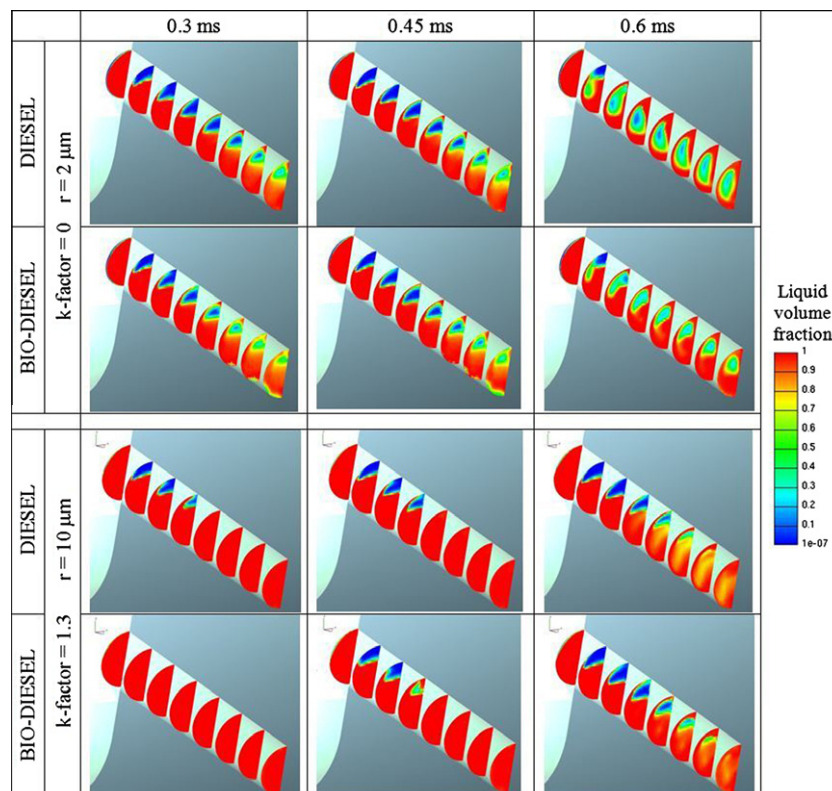 0.3 ms 0.45 ms 0.6 ms
DIESEL
BIO-DIESEL
k-factor = 0 r = 2 µm
DIESEL
BIO-DIESEL
k-factor = 1.3 r = 10 µm
Liquid
volume
fraction
1
0.9
0.8
0.7
0.6
0.5
0.4
0.3
0.2
0.1
1e-07